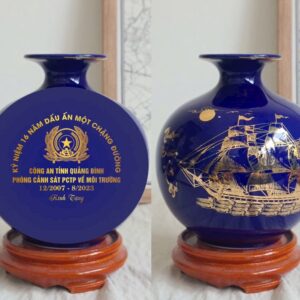 KỶ NIỆM 16 NĂM DẤU ẤN MỘT CHẶNG ĐƯỜNG
CÔNG AN TỈNH QUẢNG BÌNH
PHÒNG CẢNH SÁT PCTP VỀ MÔI TRƯỜNG
12/2007 - 8/2023
Kính Tặng